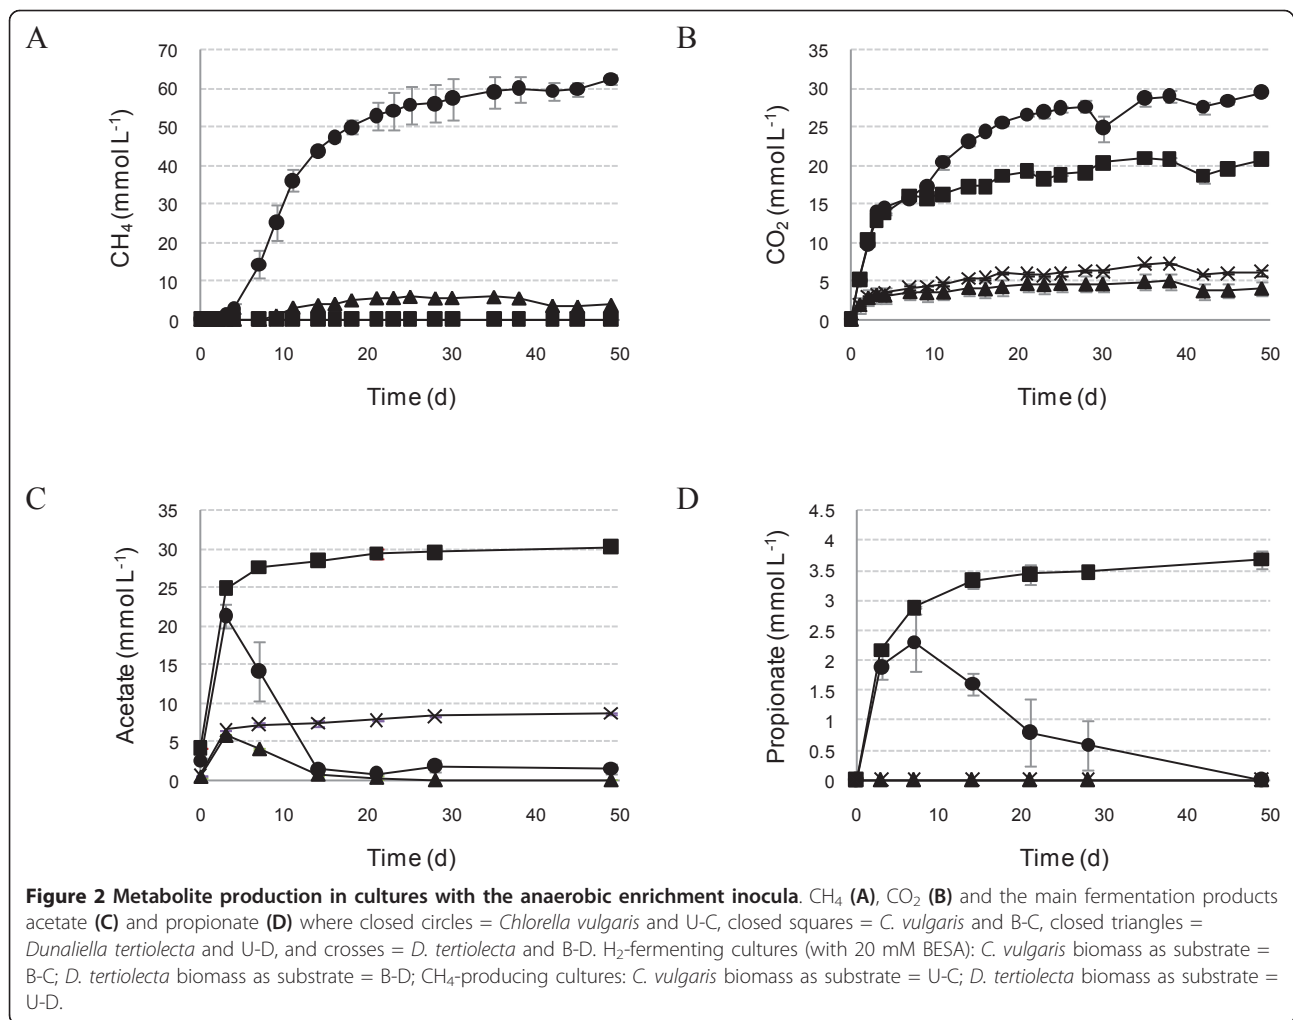 A
CH4 (mmol L-1)
70
60
50
40
30
20
10
0
0 10 20 30 40 50
Time (d)
B
CO2 (mmol L-1)
35
30
25
20
15
10
5
0
0 10 20 30 40 50
Time (d)
C
Acetate (mmol L-1)
35
30
25
20
15
10
5
0
0 10 20 30 40 50
Time (d)
D
Propionate (mmol L-1)
4.5
4
3.5
3
2.5
2
1.5
1
0.5
0
0 10 20 30 40 50
Time (d)
Figure 2 Metabolite production in cultures with the anaerobic enrichment inocula. CH4 (A), CO2 (B) and the main fermentation products
acetate (C) and propionate (D) where closed circles = Chlorella vulgaris and U-C, closed squares = C. vulgaris and B-C, closed triangles =
Dunaliella tertiolecta and U-D, and crosses = D. tertiolecta and B-D. H2-fermenting cultures (with 20 mM BESA): C. vulgaris biomass as substrate =
B-C; D. tertiolecta biomass as substrate = B-D; CH4-producing cultures: C. vulgaris biomass as substrate = U-C; D. tertiolecta biomass as substrate =
U-D.